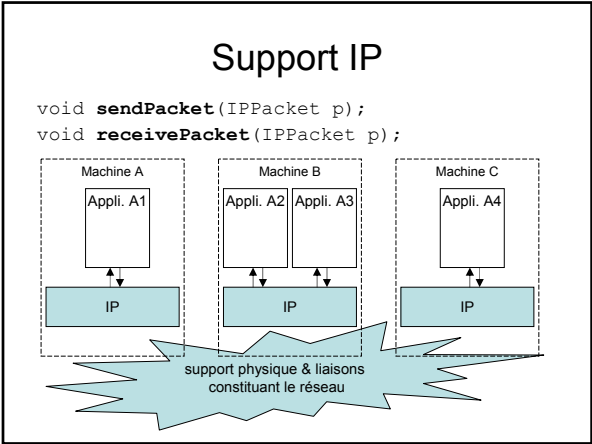 Support IP
void sendPacket(IPPacket p);
void receivePacket(IPPacket p);
Machine A
Machine B
Machine C
Appli. A1
Appli. A2
Appli. A3
Appli. A4
IP
IP
IP
support physique & liaisons
constituant le réseau